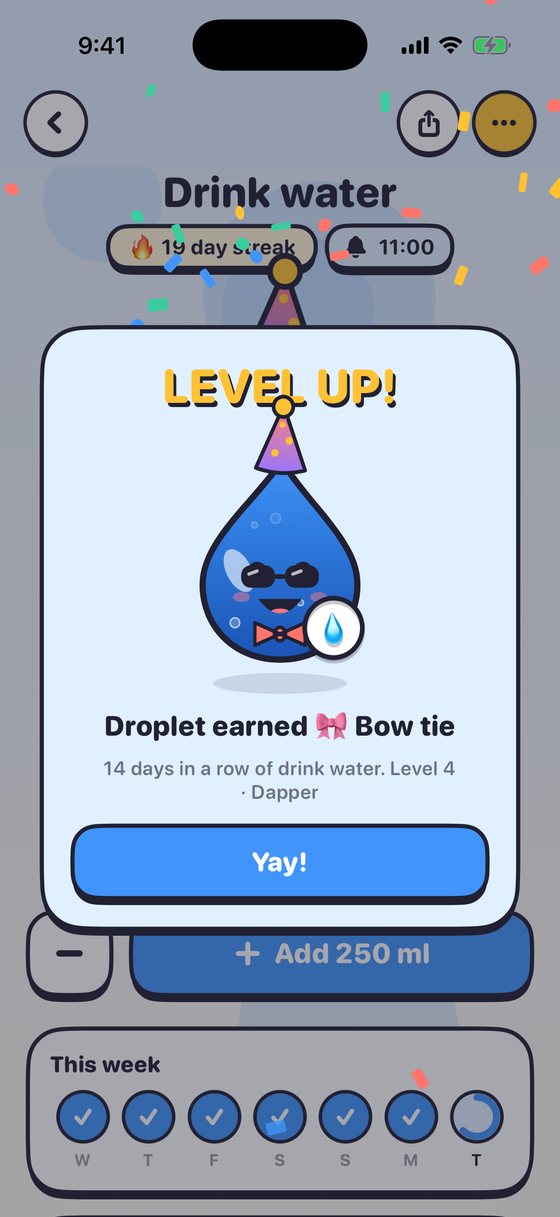 9:41
Drink water
🔥 19 day streak
11:00
LEVEL UP!
Droplet earned 🎀 Bow tie
14 days in a row of drink water. Level 4
· Dapper
Yay!
− + Add 250 ml
This week
W T F S S M T